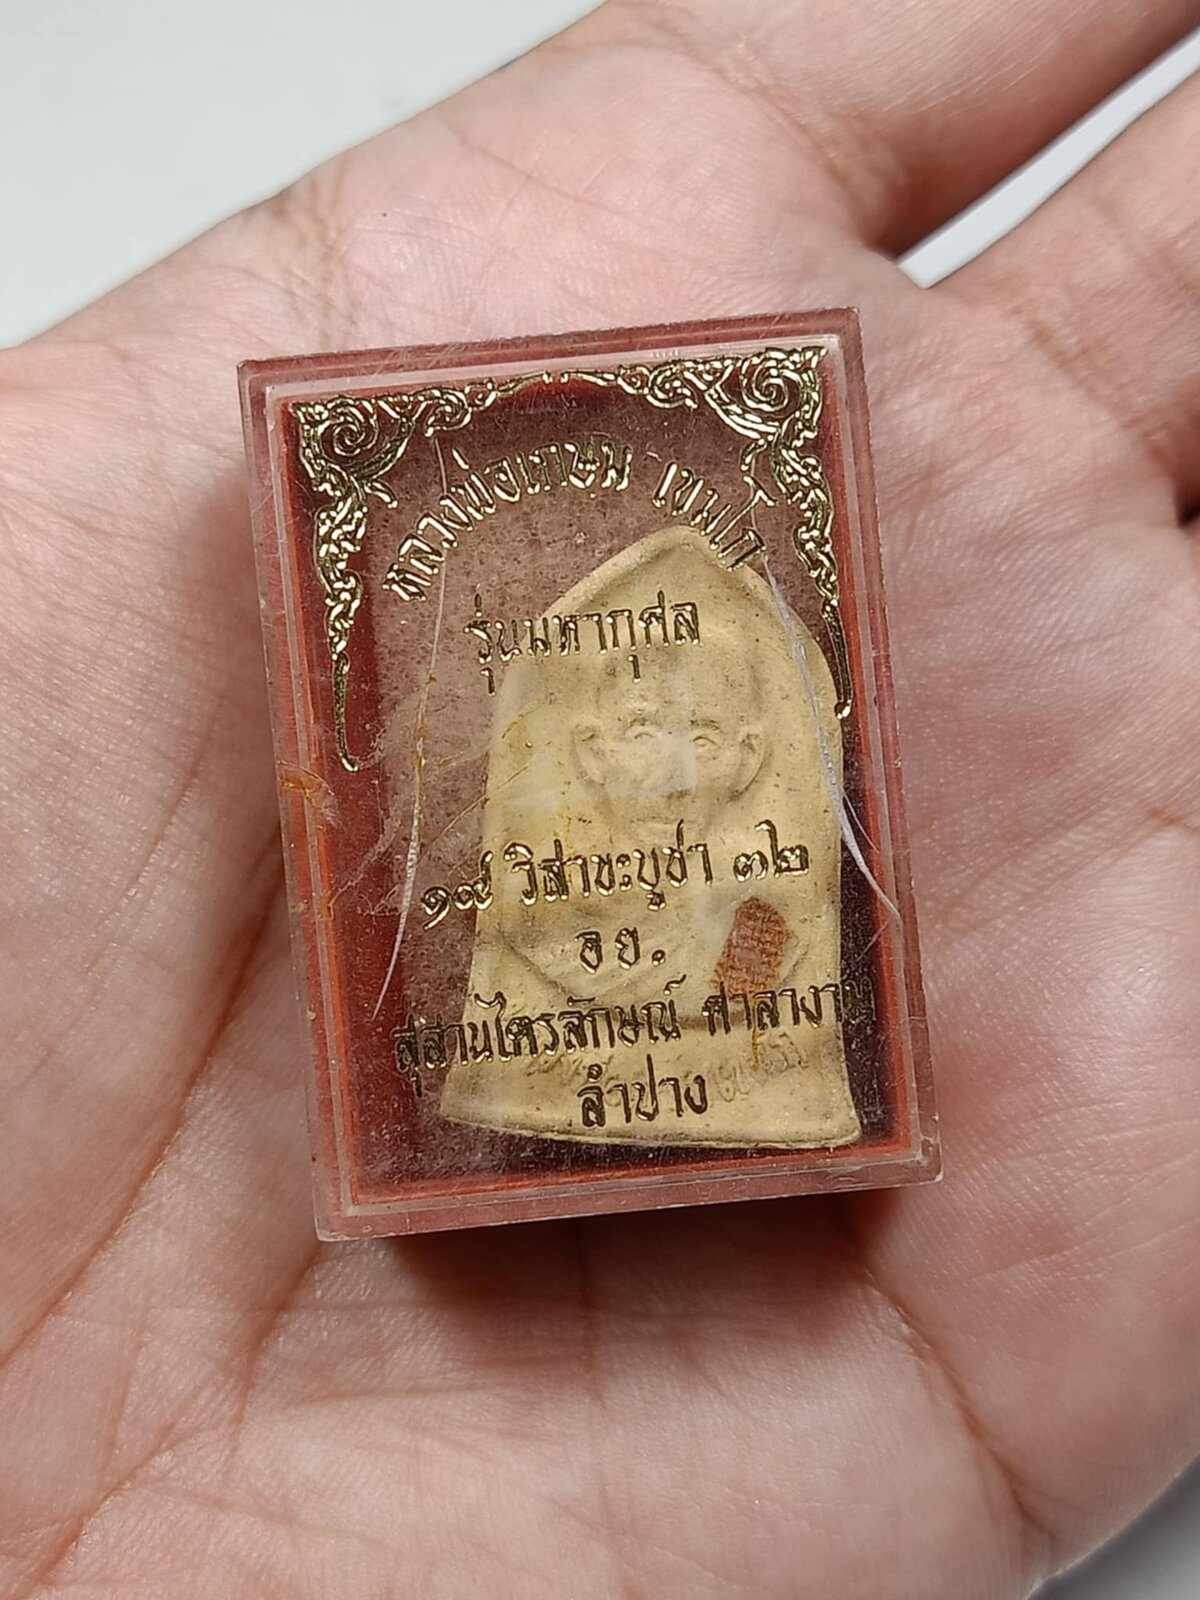 หลวงพ่อเกษม เขมโก
รุ่นมหากุศล
๑๙ วิสาขะบูชา ๓๒
อย.
สุสานไตรลักษณ์ ศาลางาม
ลำปาง